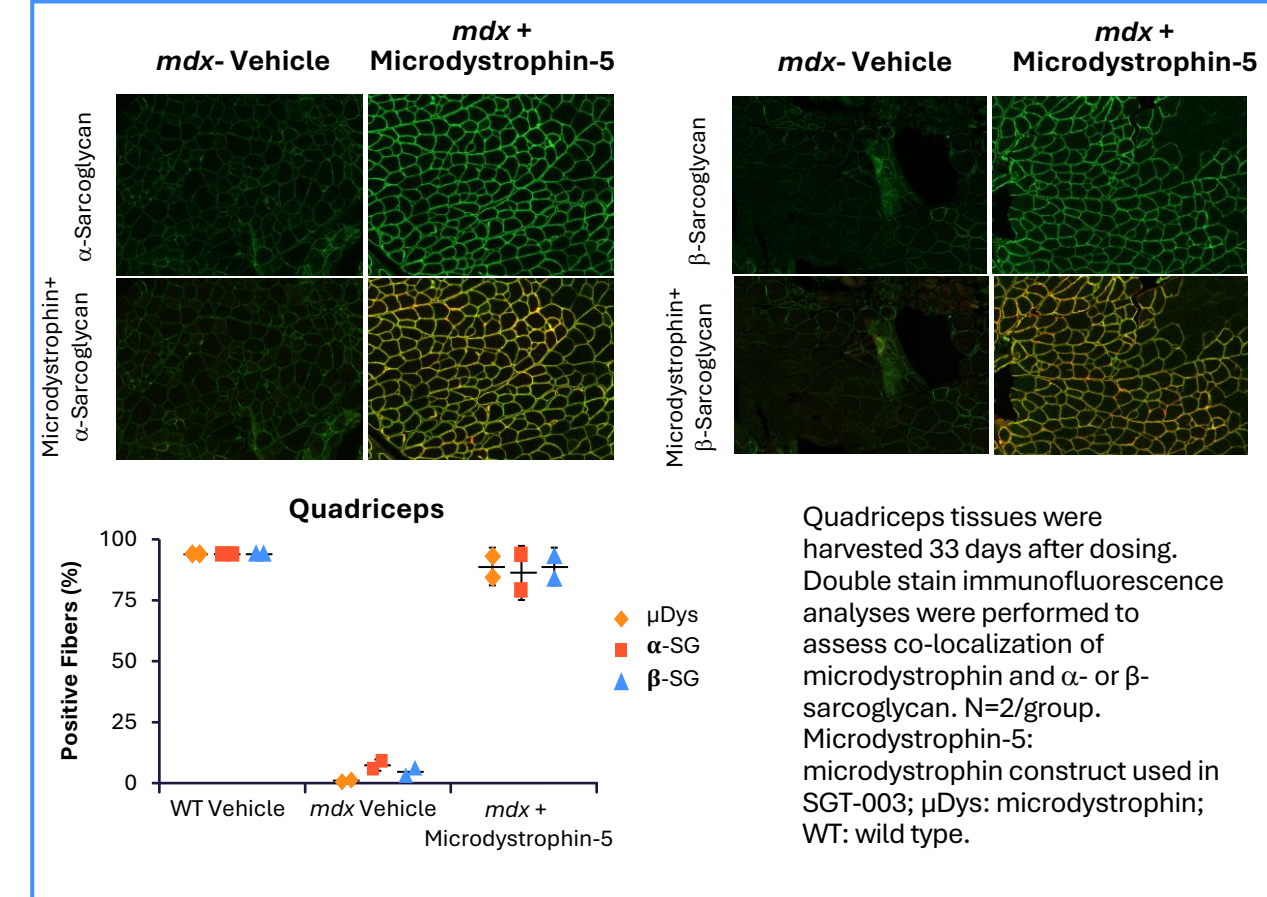 mdx- Vehicle
mdx +
Microdystrophin-5
mdx- Vehicle
mdx +
Microdystrophin-5
α-Sarcoglycan
Microdystrophin+
α-Sarcoglycan
β-Sarcoglycan
Microdystrophin+
β-Sarcoglycan
Quadriceps
Positive Fibers (%)
100
75
50
25
0
WT Vehicle
mdx Vehicle
mdx +
Microdystrophin-5
µDys
α-SG
β-SG
Quadriceps tissues were
harvested 33 days after dosing.
Double stain immunofluorescence
analyses were performed to
assess co-localization of
microdystrophin and α- or β-
sarcoglycan. N=2/group.
Microdystrophin-5:
microdystrophin construct used in
SGT-003; µDys: microdystrophin;
WT: wild type.